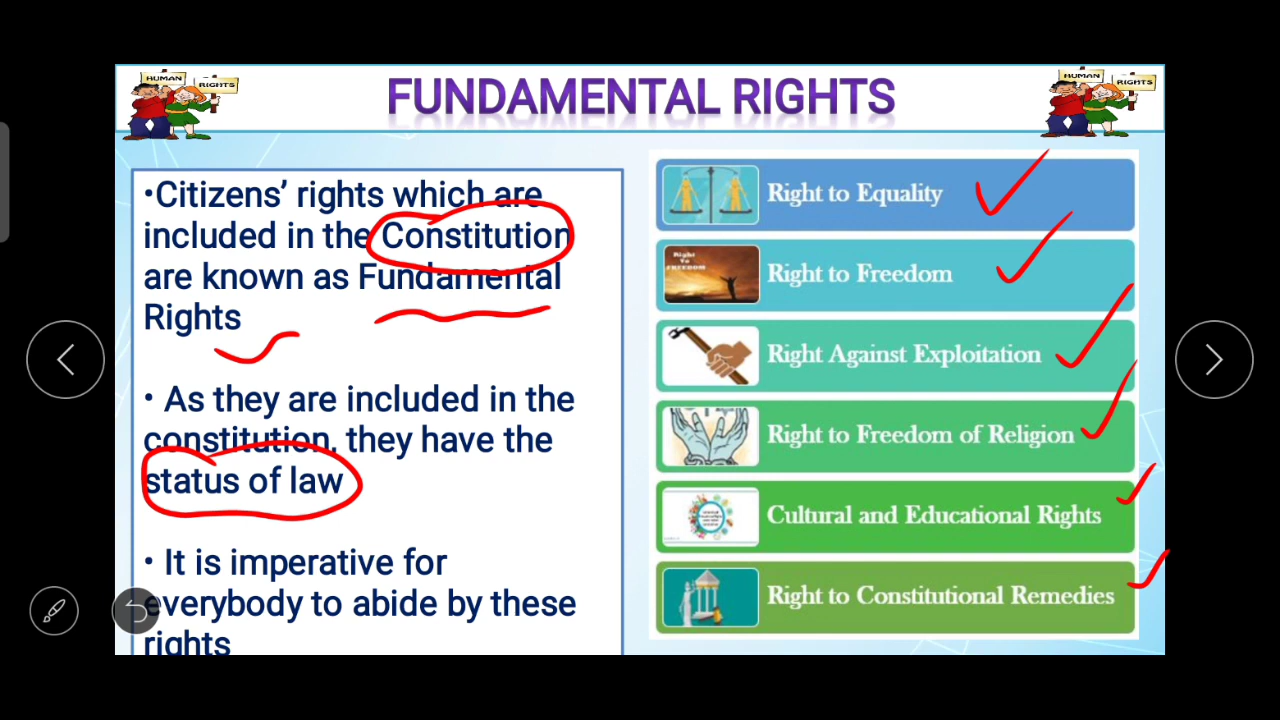 HUMAN
RIGHTS
FUNDAMENTAL RIGHTS
HUMAN
RIGHTS
•Citizens’ rights which are
included in the Constitution
are known as Fundamental
Rights
• As they are included in the
constitution, they have the
status of law
• It is imperative for
everybody to abide by these
rights
Right to Equality
Right To FREEDOM
Right to Freedom
Right Against Exploitation
Right to Freedom of Religion
Cultural and Educational Rights
Right to Constitutional Remedies